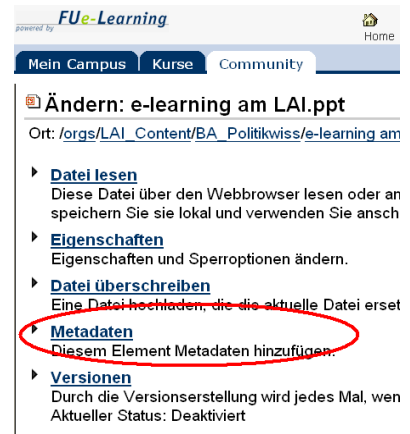 powered by FUe-Learning
Home
Mein Campus Kurse Community
Ändern: e-learning am LAI.ppt
Ort: /orgs/LAI_Content/BA_Politikwiss/e-learning am
Datei lesen
Diese Datei über den Webbrowser lesen oder an
speichern Sie sie lokal und verwenden Sie ansch
Eigenschaften
Eigenschaften und Sperroptionen ändern.
Datei überschreiben
Eine Datei hochladen, die die aktuelle Datei erset
Metadaten
Diesem Element Metadaten hinzufügen.
Versionen
Durch die Versionserstellung wird jedes Mal, wen
Aktueller Status: Deaktiviert